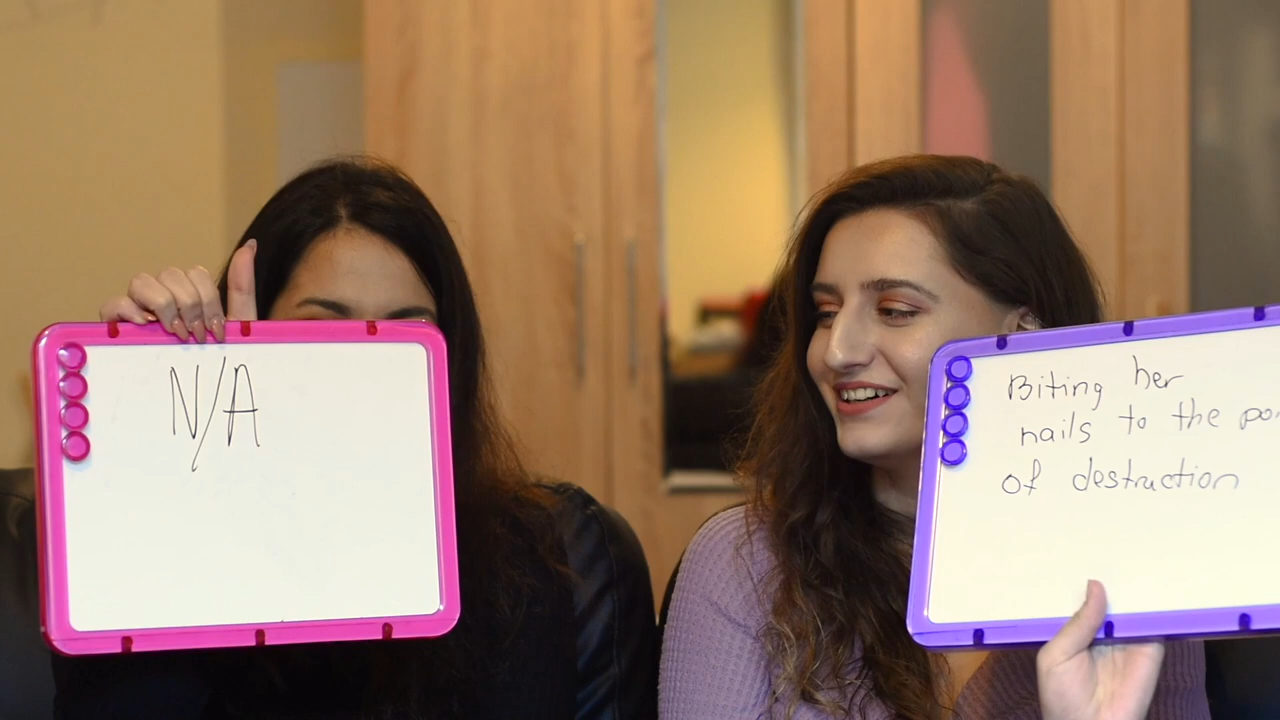 N/A
Biting her
nails to the
of destruction